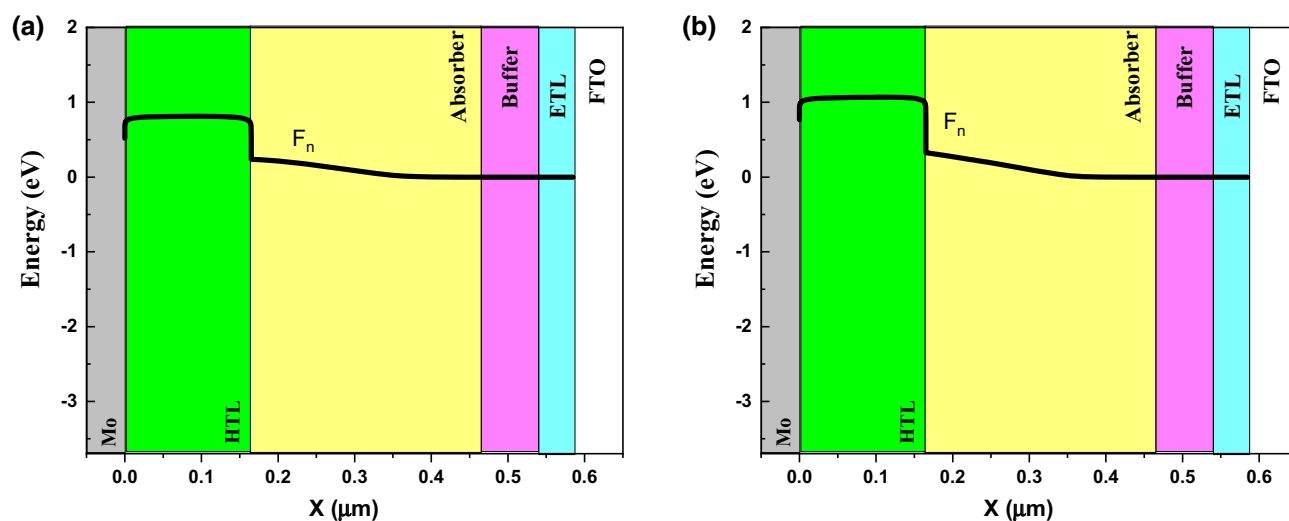 (a)
2
1
0
-1
-2
-3
Energy (eV)
Mo
HTL
F_n
Absorber
Buffer
ETL
FTO
0.0 0.1 0.2 0.3 0.4 0.5 0.6
X (μm)
(b)
2
1
0
-1
-2
-3
Energy (eV)
Mo
HTL
F_n
Absorber
Buffer
ETL
FTO
0.0 0.1 0.2 0.3 0.4 0.5 0.6
X (μm)